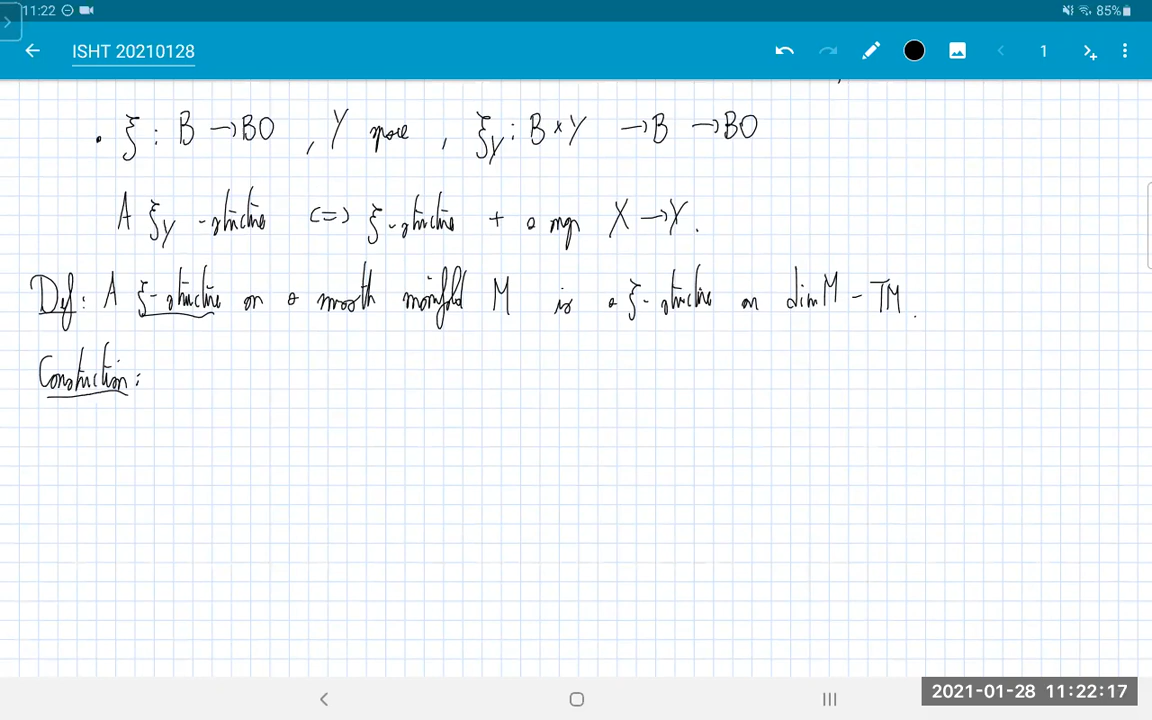 11:22
85%
ISHT 20210128
1
• ξ : B → BO , Y space , ξ_Y : B × Y → B → BO
A ξ_Y -structure <=> ξ-structure + a map X → Y.
Def: A ξ-structure on a smooth manifold M is a ξ-structure on dim M - TM.
Construction:
2021-01-28 11:22:17